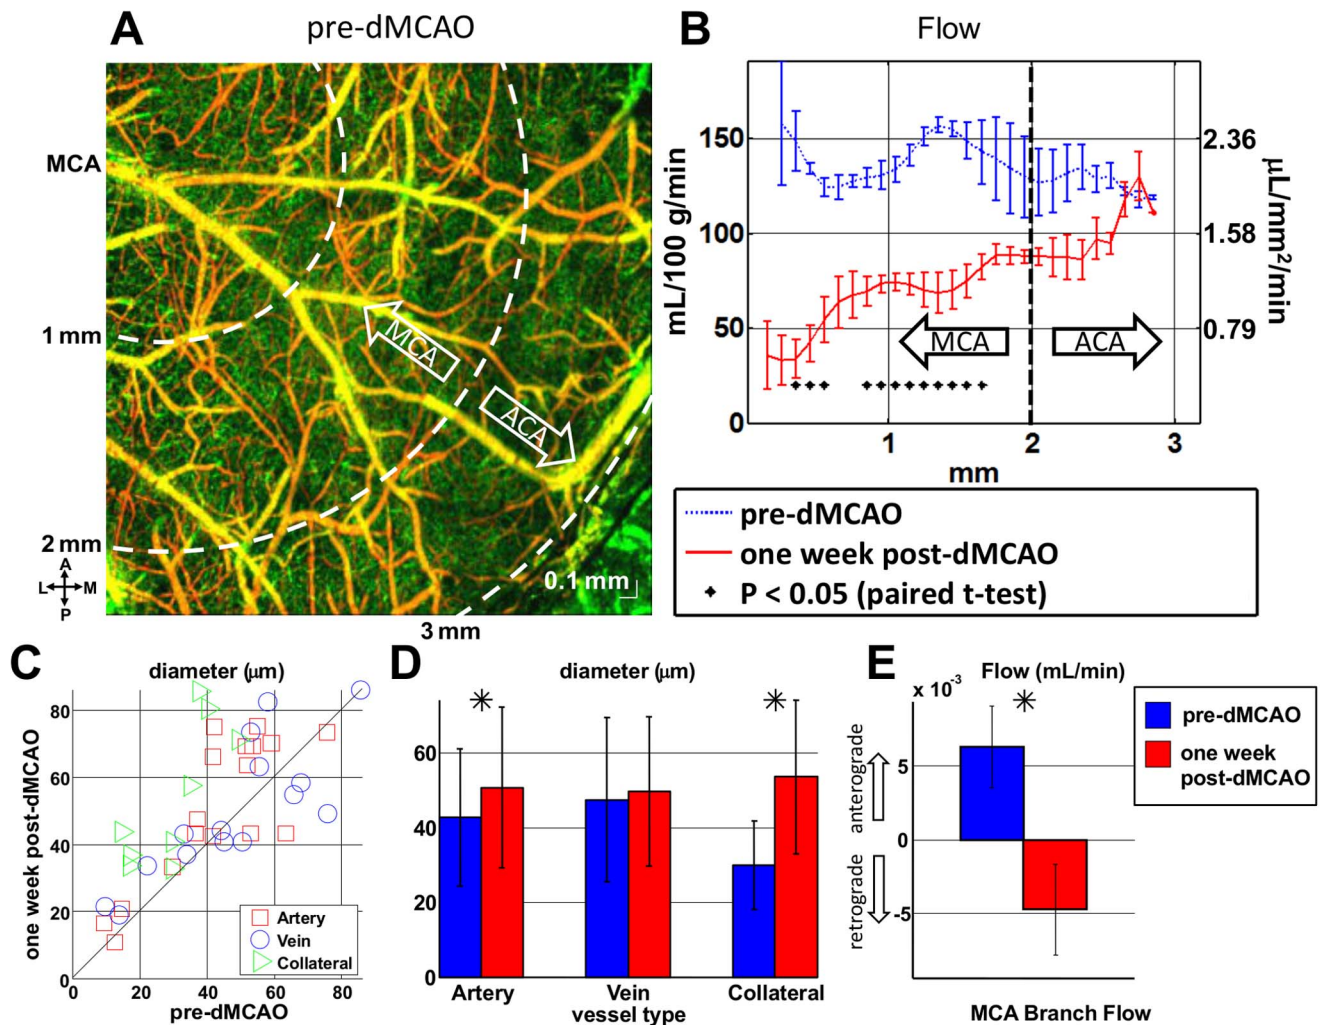 A
pre-dMCAO
MCA
1 mm
2 mm
3 mm
MCA
ACA
0.1 mm
A
L M
P
B
Flow
mL/100 g/min
150
100
50
0
2.36
1.58
0.79
μL/mm²/min
MCA
ACA
1 2 3
mm
pre-dMCAO
one week post-dMCAO
P < 0.05 (paired t-test)
C
diameter (μm)
one week post-dMCAO
80
60
40
20
0
0 20 40 60 80
pre-dMCAO
Artery
Vein
Collateral
D
diameter (μm)
60
40
20
0
Artery Vein Collateral
vessel type
E
Flow (mL/min)
x 10⁻³
5
0
-5
anterograde
retrograde
MCA Branch Flow
pre-dMCAO
one week
post-dMCAO